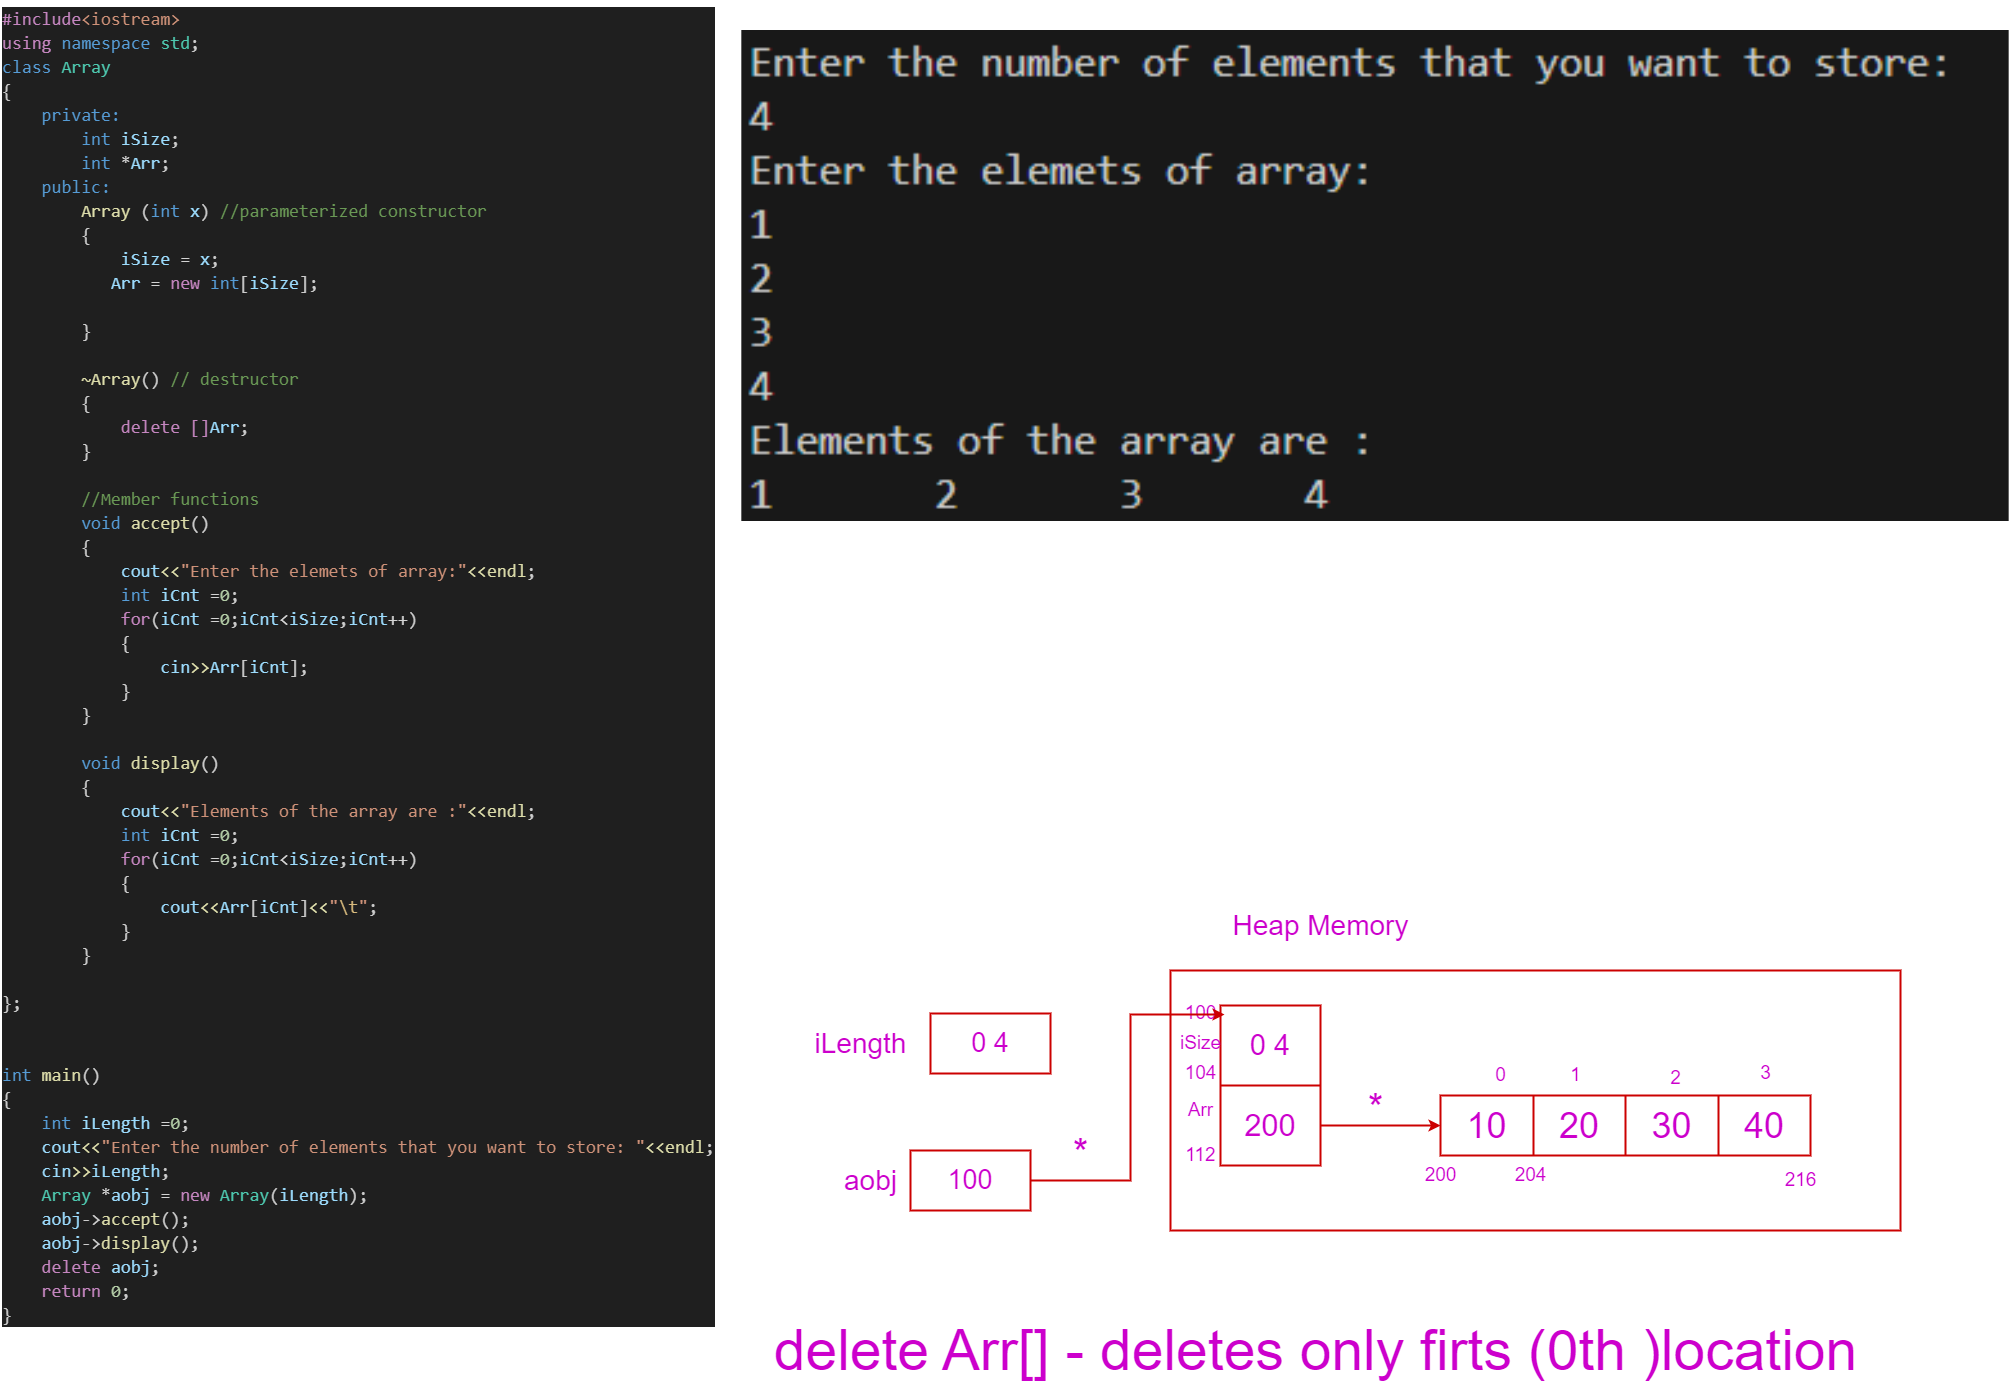 #include<iostream>
using namespace std;
class Array
{
    private:
        int iSize;
        int *Arr;
    public:
        Array (int x) //parameterized constructor
        {
            iSize = x;
           Arr = new int[iSize];
        }
        ~Array() // destructor
        {
            delete []Arr;
        }
        //Member functions
        void accept()
        {
            cout<<"Enter the elemets of array:"<<endl;
            int iCnt =0;
            for(iCnt =0;iCnt<iSize;iCnt++)
            {
                cin>>Arr[iCnt];
            }
        }
        void display()
        {
            cout<<"Elements of the array are :"<<endl;
            int iCnt =0;
            for(iCnt =0;iCnt<iSize;iCnt++)
            {
                cout<<Arr[iCnt]<<"\t";
            }
        }
};
int main()
{
    int iLength =0;
    cout<<"Enter the number of elements that you want to store: "<<endl;
    cin>>iLength;
    Array *aobj = new Array(iLength);
    aobj->accept();
    aobj->display();
    delete aobj;
    return 0;
}
Enter the number of elements that you want to store:
4
Enter the elemets of array:
1
2
3
4
Elements of the array are :
1 2 3 4
Heap Memory
iLength 0 4
aobj 100
*
100
iSize 0 4
104
Arr 200
112
*
0 1 2 3
10 20 30 40
200 204 216
delete Arr[] - deletes only firts (0th )location